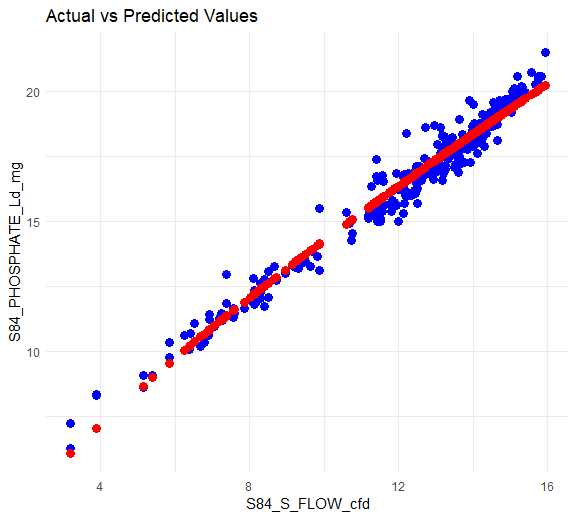 Actual vs Predicted Values
S84_PHOSPHATE_Ld_mg
20
15
10
4
8
12
16
S84_S_FLOW_cfd